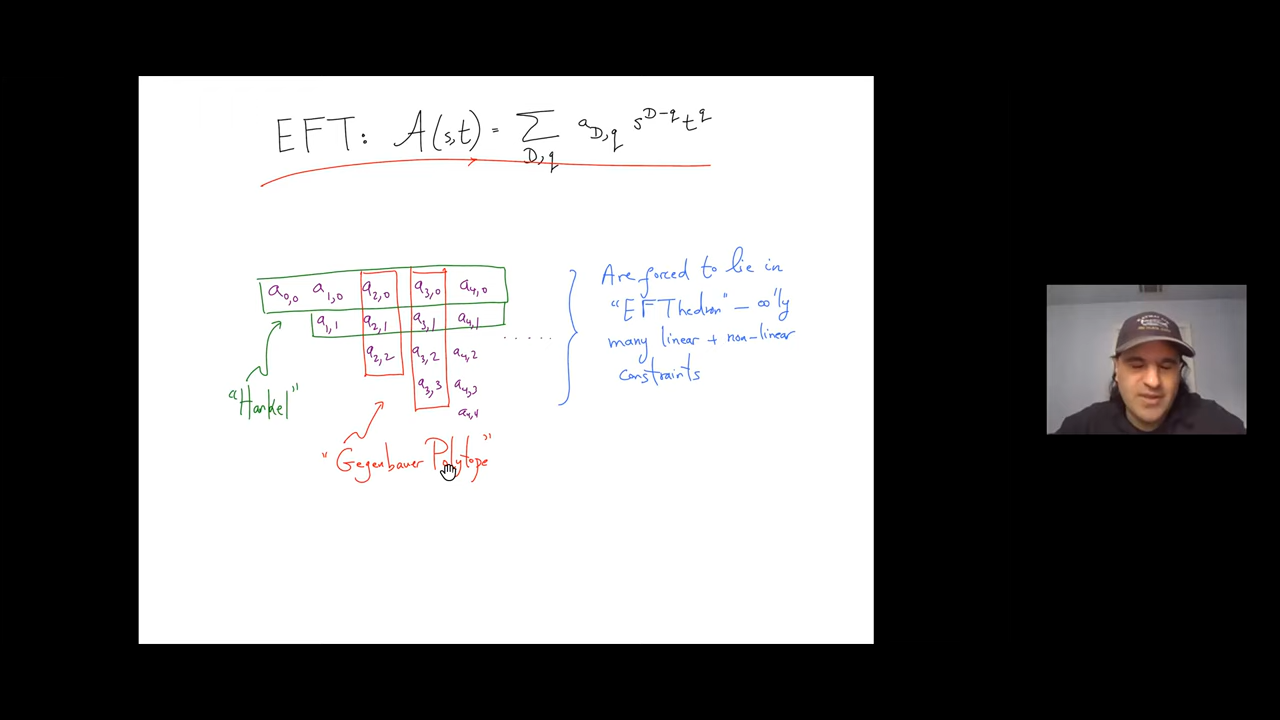 EFT: A(s,t) = ∑ a_{D,q} s^{D-q} t^q
D,q
a_{0,0} a_{1,0} a_{2,0} a_{3,0} a_{4,0}
a_{1,1} a_{2,1} a_{3,1} a_{4,1}
a_{2,2} a_{3,2} a_{4,2} .....
a_{3,3} a_{4,3}
a_{4,4}
"Hankel"
"Gegenbauer Polytope"
Are forced to lie in
"EFThedron" — ∞'ly
many linear + non-linear
constraints